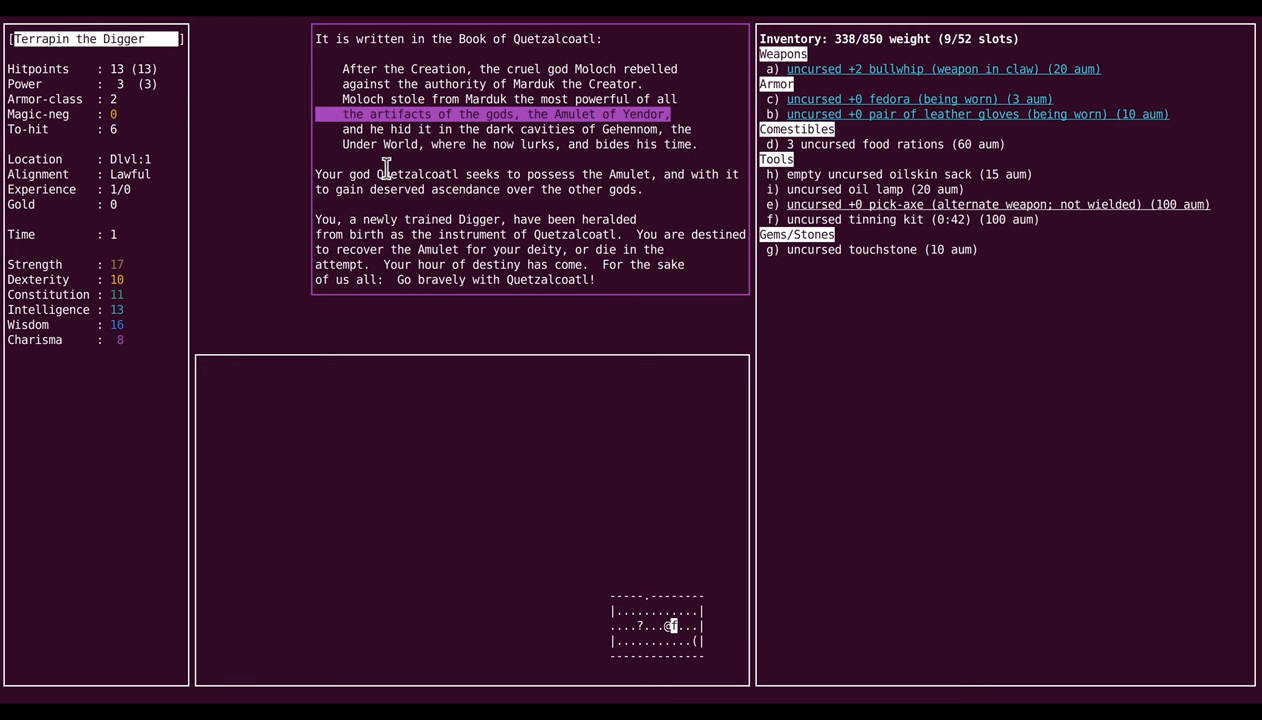 [Terrapin the Digger ]
Hitpoints : 13 (13)
Power : 3 (3)
Armor-class : 2
Magic-neg : 0
To-hit : 6
Location : Dlvl:1
Alignment : Lawful
Experience : 1/0
Gold : 0
Time : 1
Strength : 17
Dexterity : 10
Constitution : 11
Intelligence : 13
Wisdom : 16
Charisma : 8
It is written in the Book of Quetzalcoatl:
After the Creation, the cruel god Moloch rebelled
against the authority of Marduk the Creator.
Moloch stole from Marduk the most powerful of all
the artifacts of the gods, the Amulet of Yendor,
and he hid it in the dark cavities of Gehennom, the
Under World, where he now lurks, and bides his time.
Your god Quetzalcoatl seeks to possess the Amulet, and with it
to gain deserved ascendance over the other gods.
You, a newly trained Digger, have been heralded
from birth as the instrument of Quetzalcoatl. You are destined
to recover the Amulet for your deity, or die in the
attempt. Your hour of destiny has come. For the sake
of us all: Go bravely with Quetzalcoatl!
-----.--------
|............|
....?...@f...|
|...........(|
--------------
Inventory: 338/850 weight (9/52 slots)
Weapons
a) uncursed +2 bullwhip (weapon in claw) (20 aum)
Armor
c) uncursed +0 fedora (being worn) (3 aum)
b) uncursed +0 pair of leather gloves (being worn) (10 aum)
Comestibles
d) 3 uncursed food rations (60 aum)
Tools
h) empty uncursed oilskin sack (15 aum)
i) uncursed oil lamp (20 aum)
e) uncursed +0 pick-axe (alternate weapon; not wielded) (100 aum)
f) uncursed tinning kit (0:42) (100 aum)
Gems/Stones
g) uncursed touchstone (10 aum)